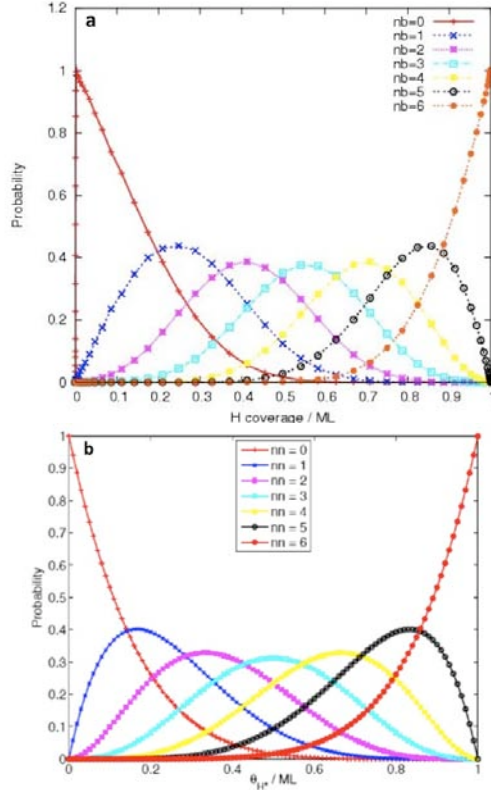 1.2
a
nb=0
nb=1
nb=2
nb=3
nb=4
nb=5
nb=6
1
0.8
0.6
0.4
0.2
0
Probability
0 0.1 0.2 0.3 0.4 0.5 0.6 0.7 0.8 0.9 1
H coverage / ML
b
nn = 0
nn = 1
nn = 2
nn = 3
nn = 4
nn = 5
nn = 6
1
0.9
0.8
0.7
0.6
0.5
0.4
0.3
0.2
0.1
0
Probability
0 0.2 0.4 0.6 0.8 1
θH* / ML